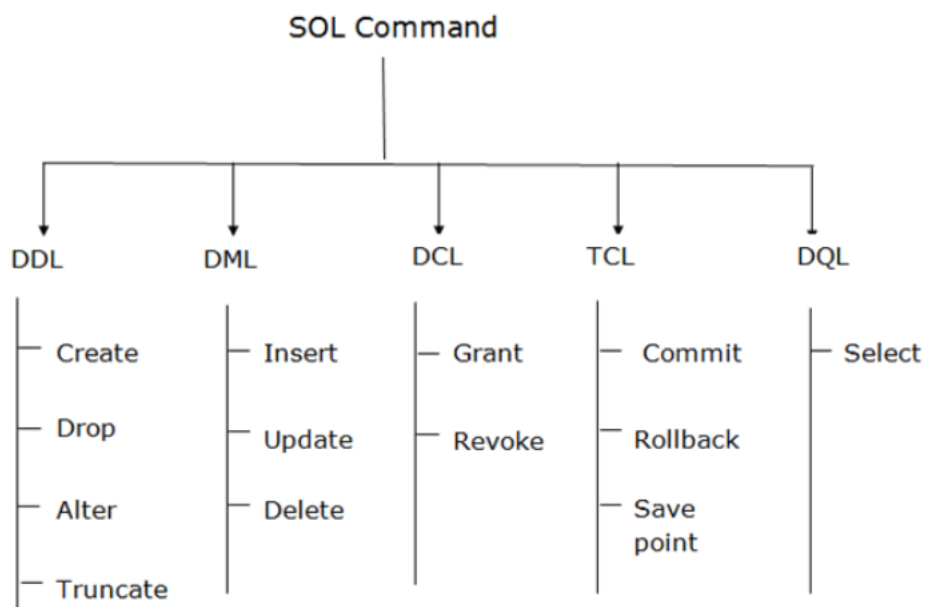 SOL Command
DDL DML DCL TCL DQL
Create Insert Grant Commit Select
Drop Update Revoke Rollback
Alter Delete Save
point
Truncate